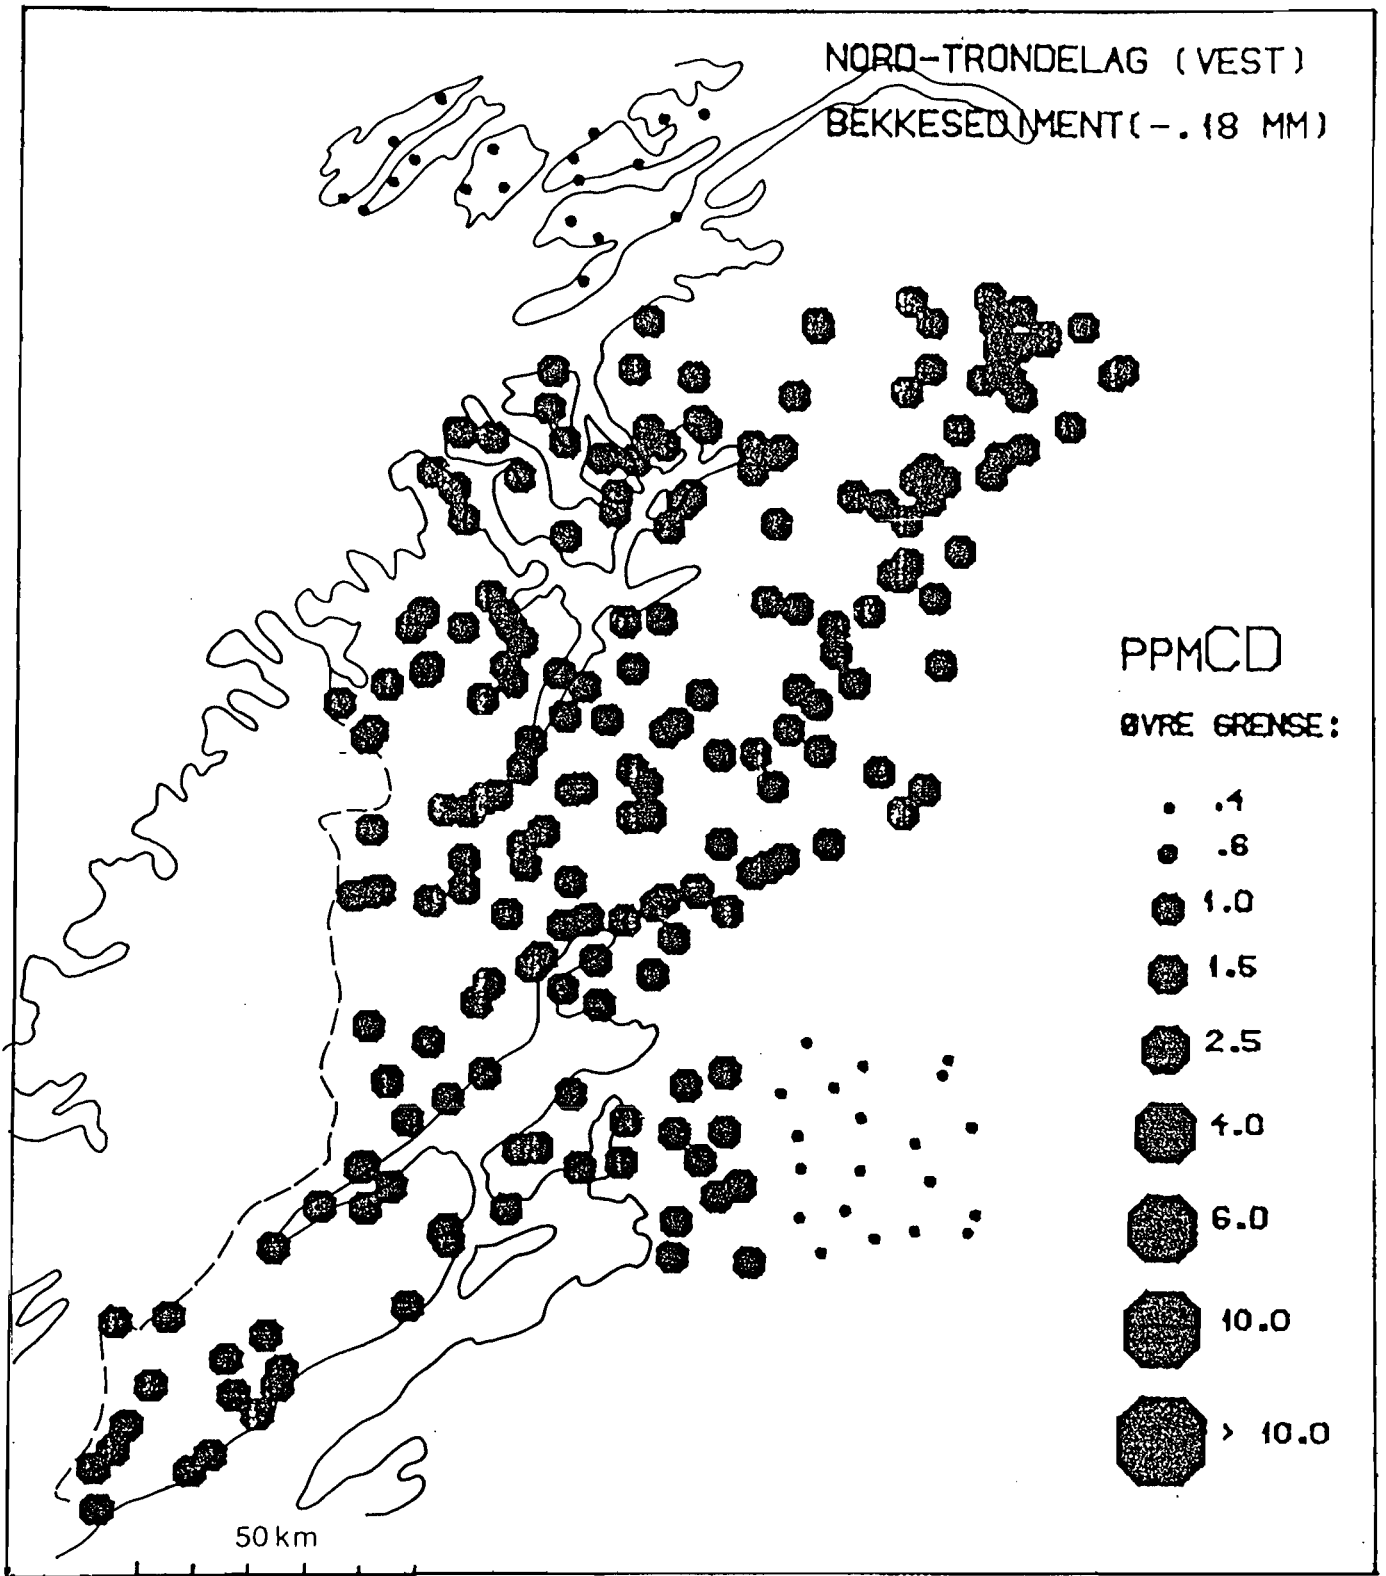 NORD-TRONDELAG (VEST)
BEKKESEDIMENT(-.18 MM)
PPMCD
ØVRE GRENSE:
.4
.6
1.0
1.5
2.5
4.0
6.0
10.0
> 10.0
50 km